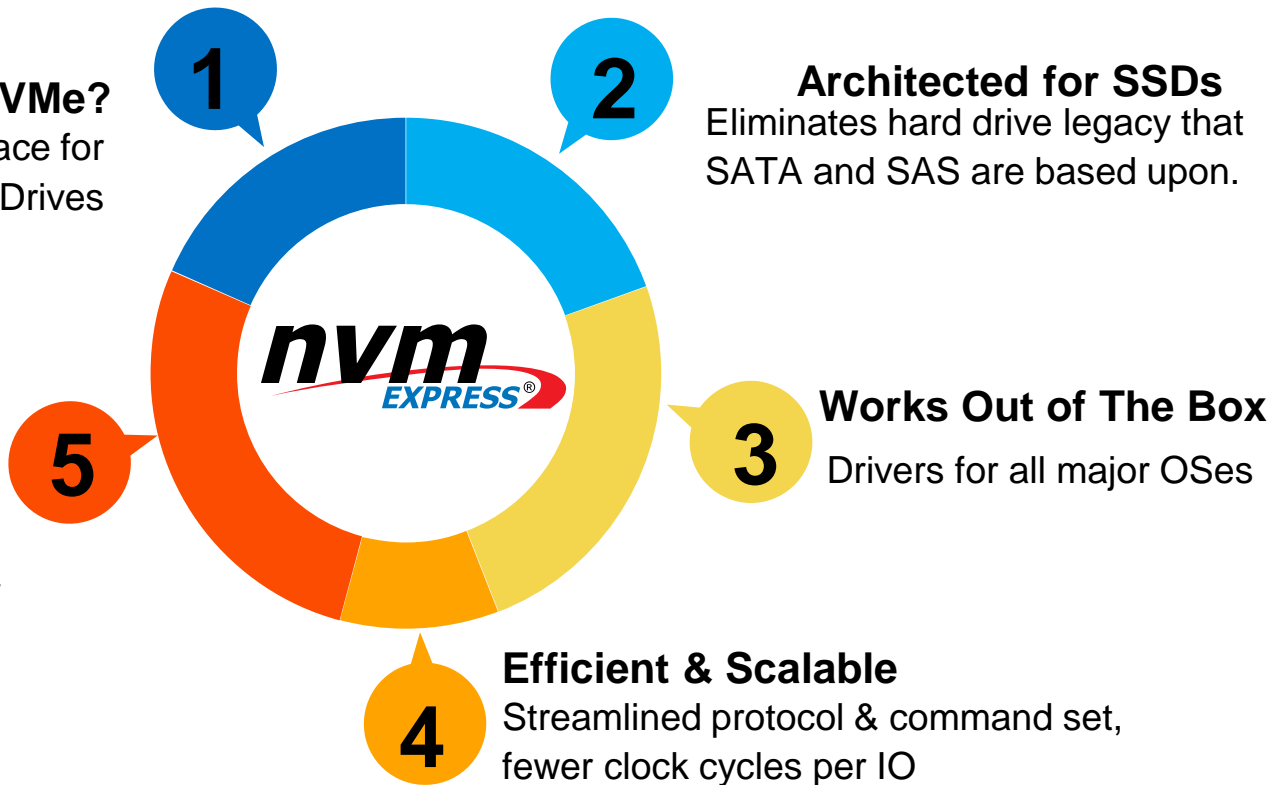 1
VMe?
ace for
Drives
2
Architected for SSDs
Eliminates hard drive legacy that
SATA and SAS are based upon.
nvm
EXPRESS®
3
Works Out of The Box
Drivers for all major OSes
5
4
Efficient & Scalable
Streamlined protocol & command set,
fewer clock cycles per IO